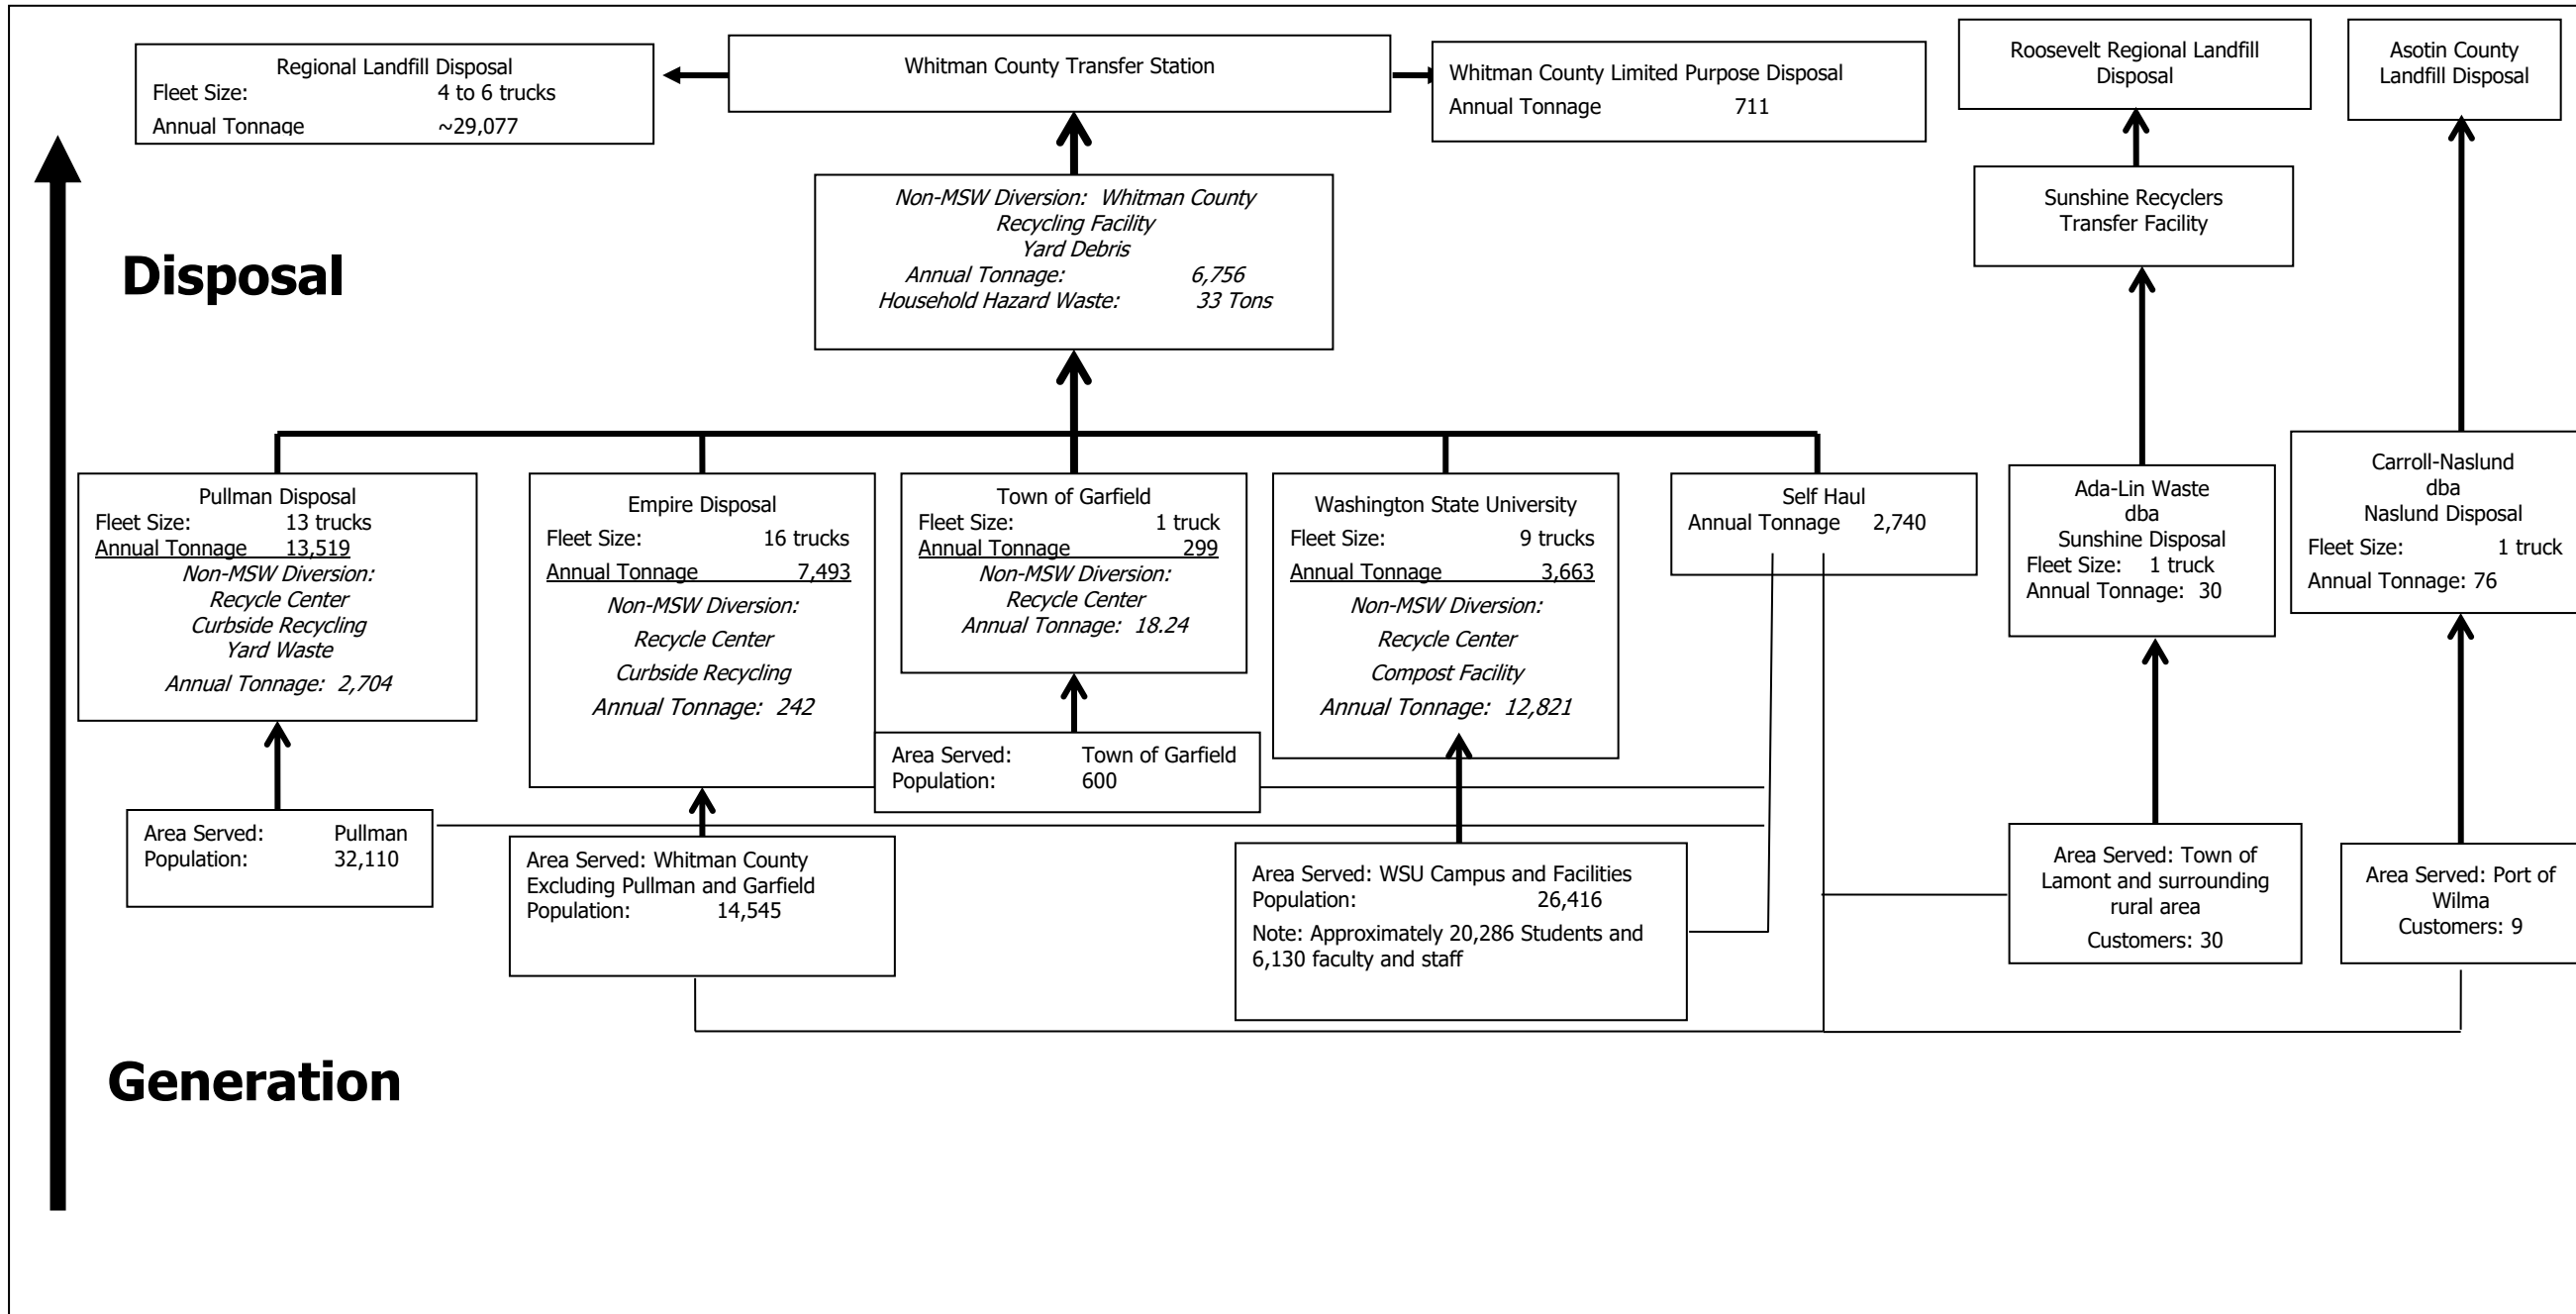 Regional Landfill Disposal
Fleet Size: 4 to 6 trucks
Annual Tonnage ~29,077
Whitman County Transfer Station
Whitman County Limited Purpose Disposal
Annual Tonnage 711
Roosevelt Regional Landfill
Disposal
Asotin County
Landfill Disposal
Non-MSW Diversion: Whitman County
Recycling Facility
Yard Debris
Annual Tonnage: 6,756
Household Hazard Waste: 33 Tons
Sunshine Recyclers
Transfer Facility
Disposal
Pullman Disposal
Fleet Size: 13 trucks
Annual Tonnage 13,519
Non-MSW Diversion:
Recycle Center
Curbside Recycling
Yard Waste
Annual Tonnage: 2,704
Empire Disposal
Fleet Size: 16 trucks
Annual Tonnage 7,493
Non-MSW Diversion:
Recycle Center
Curbside Recycling
Annual Tonnage: 242
Town of Garfield
Fleet Size: 1 truck
Annual Tonnage 299
Non-MSW Diversion:
Recycle Center
Annual Tonnage: 18.24
Washington State University
Fleet Size: 9 trucks
Annual Tonnage 3,663
Non-MSW Diversion:
Recycle Center
Compost Facility
Annual Tonnage: 12,821
Self Haul
Annual Tonnage 2,740
Ada-Lin Waste
dba
Sunshine Disposal
Fleet Size: 1 truck
Annual Tonnage: 30
Carroll-Naslund
dba
Naslund Disposal
Fleet Size: 1 truck
Annual Tonnage: 76
Area Served: Pullman
Population: 32,110
Area Served: Whitman County
Excluding Pullman and Garfield
Population: 14,545
Area Served: Town of Garfield
Population: 600
Area Served: WSU Campus and Facilities
Population: 26,416
Note: Approximately 20,286 Students and
6,130 faculty and staff
Area Served: Town of
Lamont and surrounding
rural area
Customers: 30
Area Served: Port of
Wilma
Customers: 9
Generation